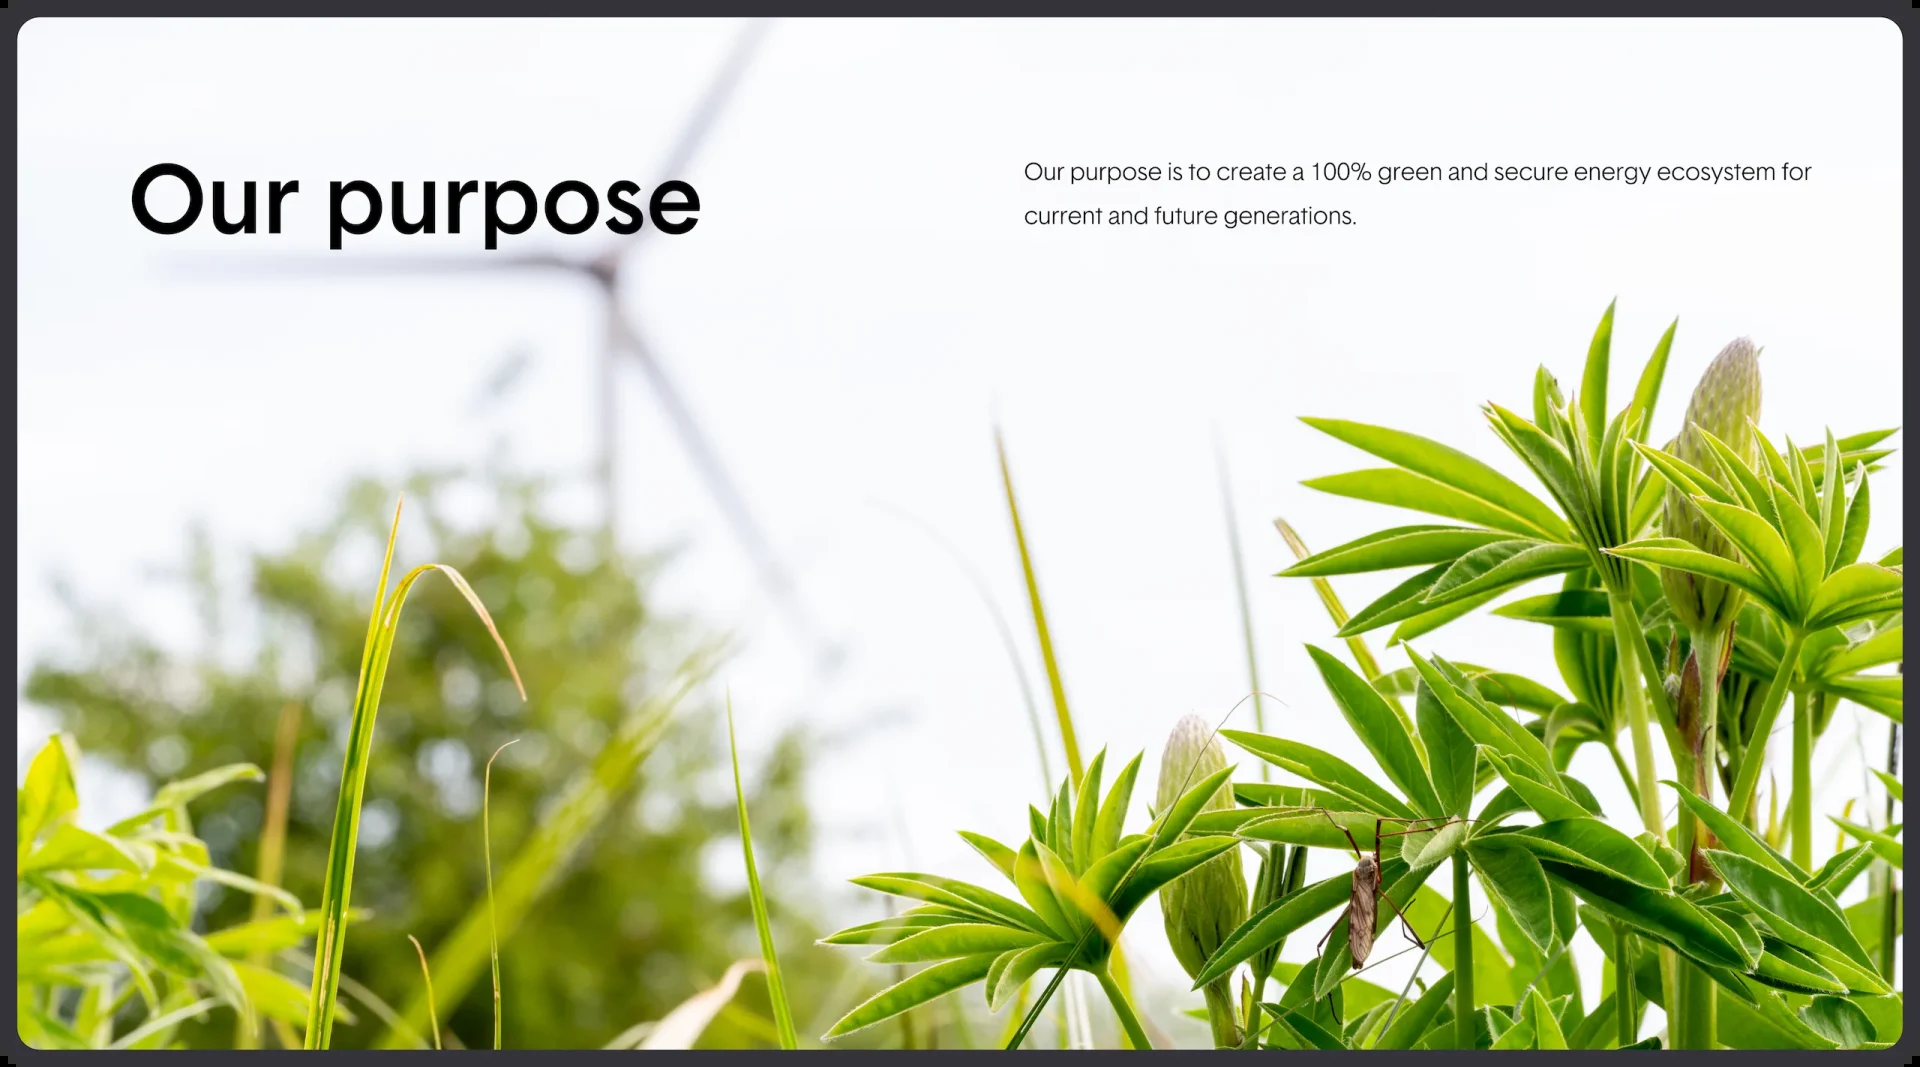 Our purpose
Our purpose is to create a 100% green and secure energy ecosystem for
current and future generations.